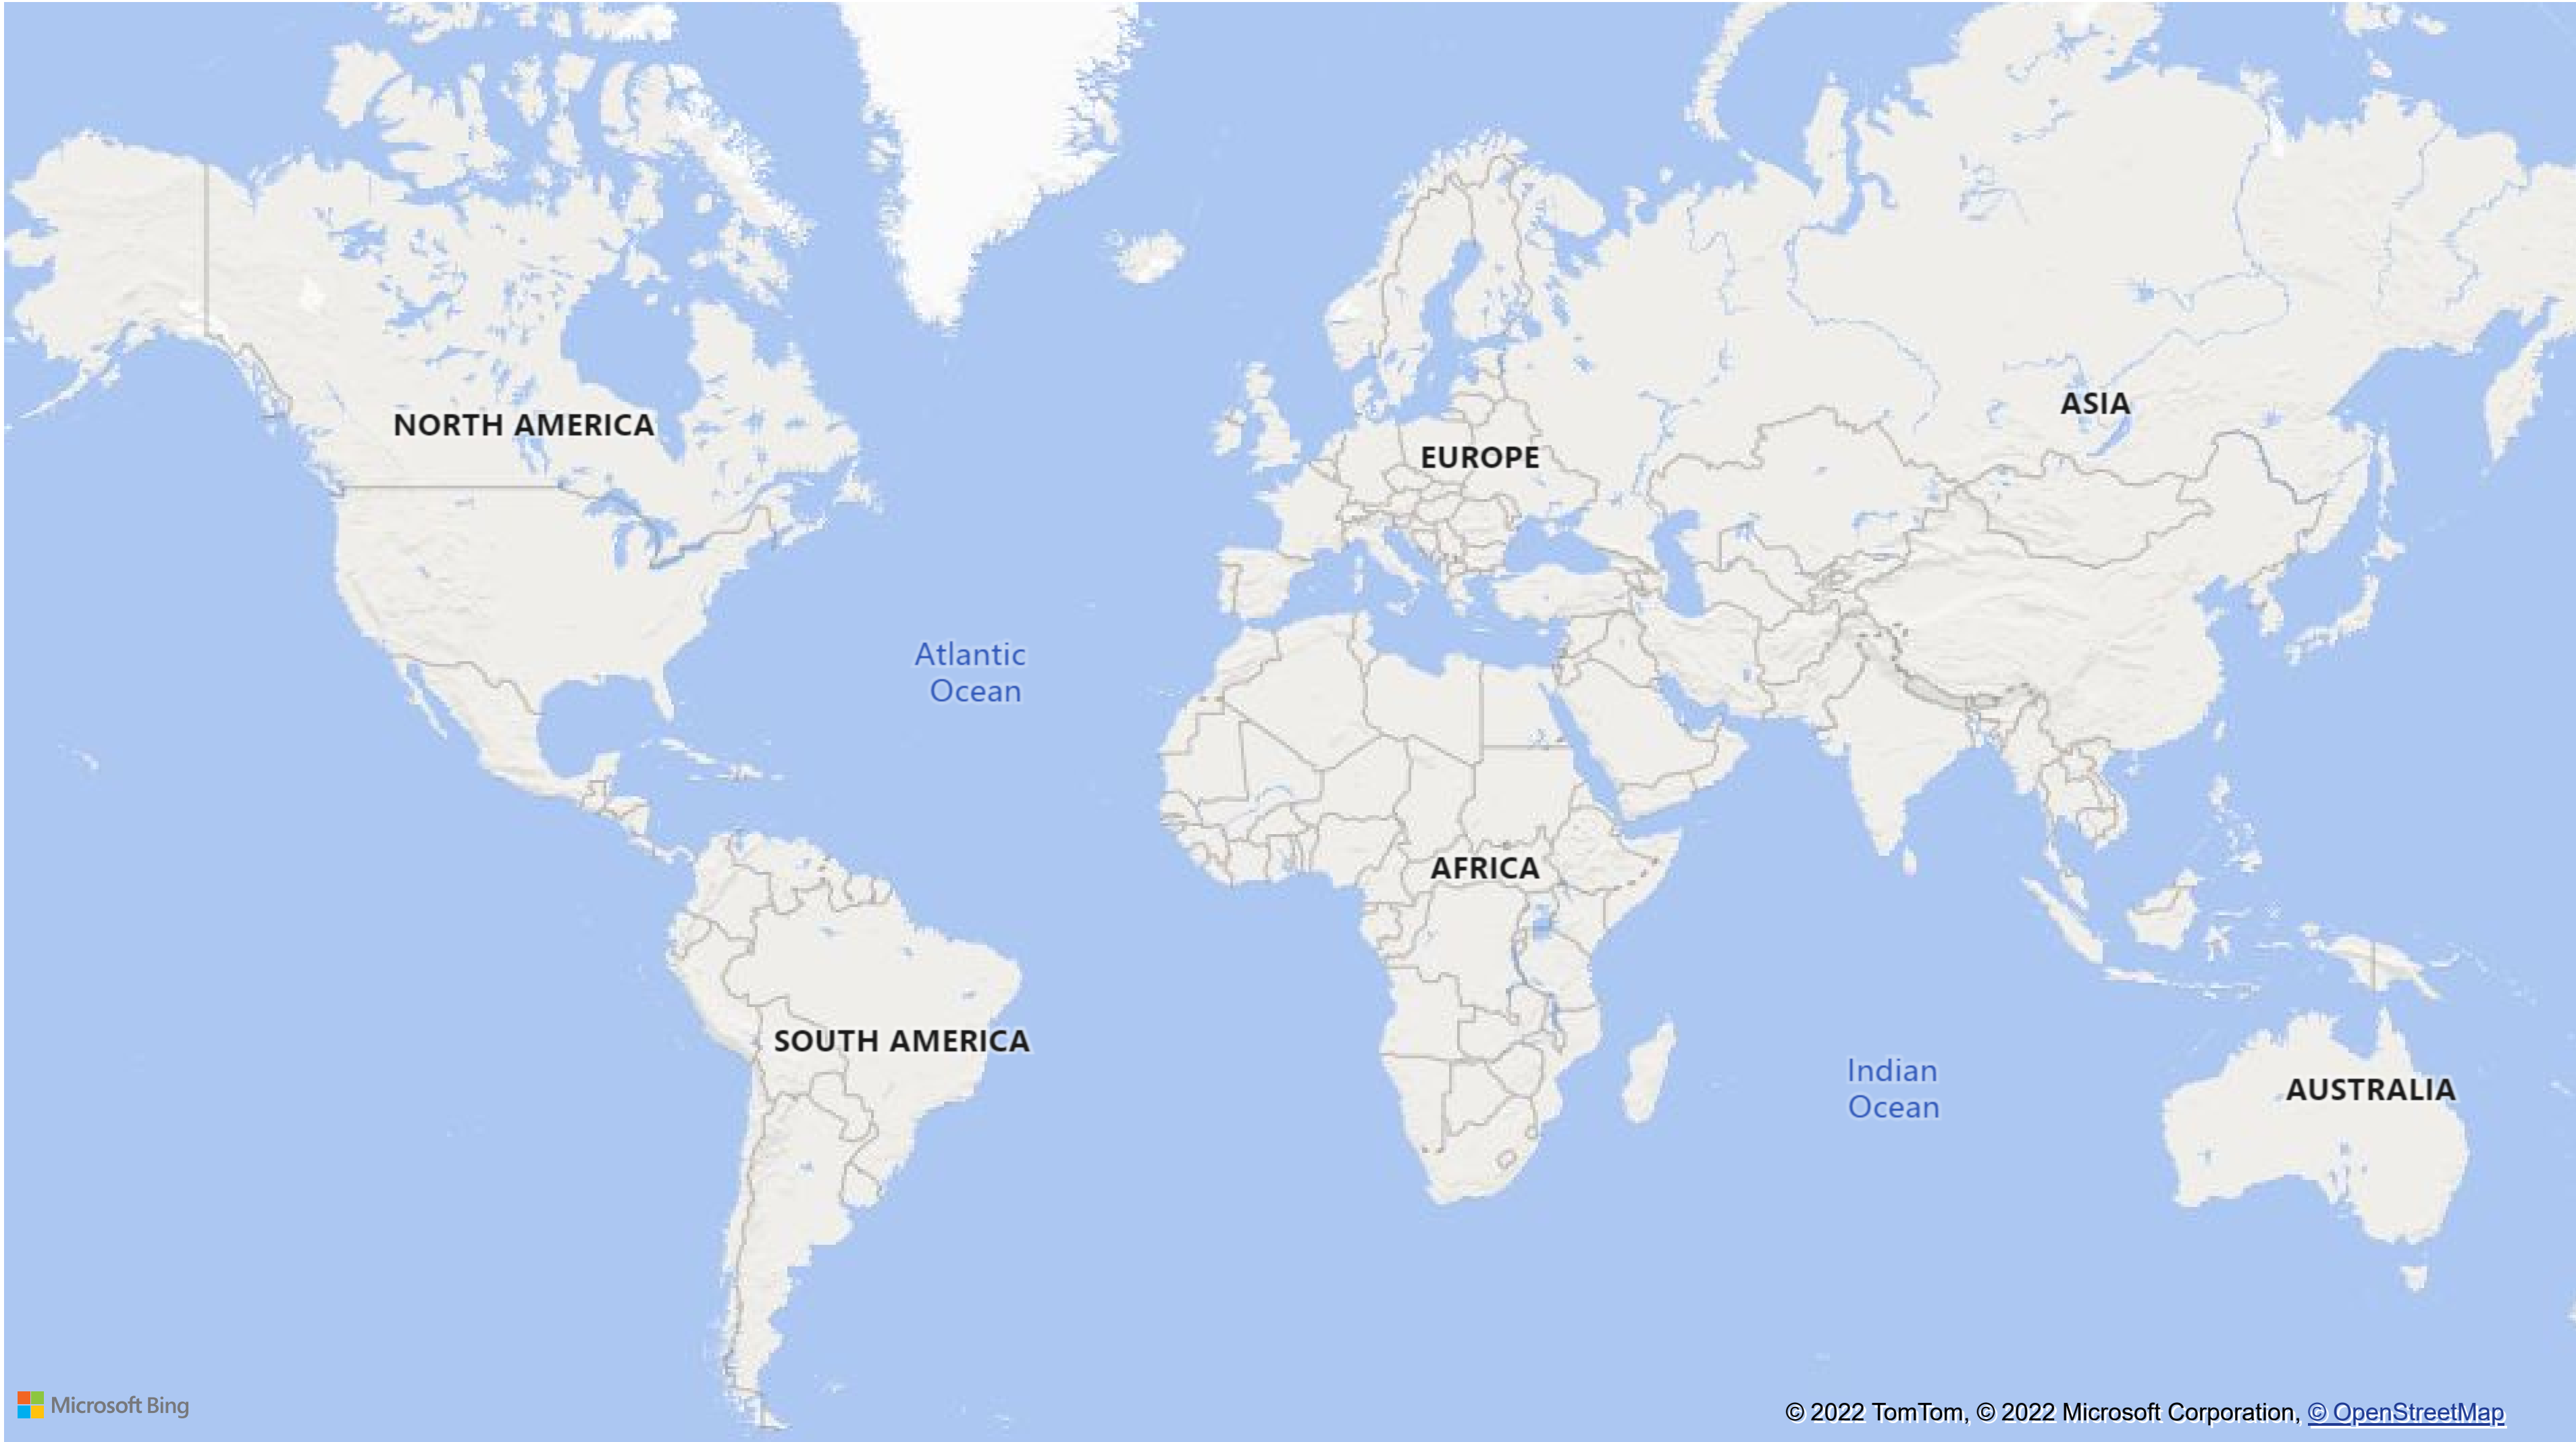 NORTH AMERICA
ASIA
EUROPE
Atlantic
Ocean
AFRICA
SOUTH AMERICA
Indian
Ocean
AUSTRALIA
Microsoft Bing
© 2022 TomTom, © 2022 Microsoft Corporation, © OpenStreetMap